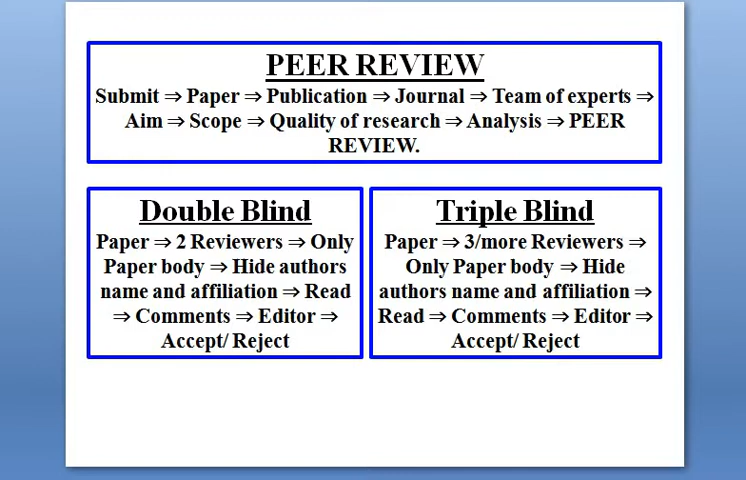 PEER REVIEW
Submit ⇒ Paper ⇒ Publication ⇒ Journal ⇒ Team of experts ⇒
Aim ⇒ Scope ⇒ Quality of research ⇒ Analysis ⇒ PEER
REVIEW.
Double Blind
Paper ⇒ 2 Reviewers ⇒ Only
Paper body ⇒ Hide authors
name and affiliation ⇒ Read
⇒ Comments ⇒ Editor ⇒
Accept/ Reject
Triple Blind
Paper ⇒ 3/more Reviewers ⇒
Only Paper body ⇒ Hide
authors name and affiliation ⇒
Read ⇒ Comments ⇒ Editor ⇒
Accept/ Reject